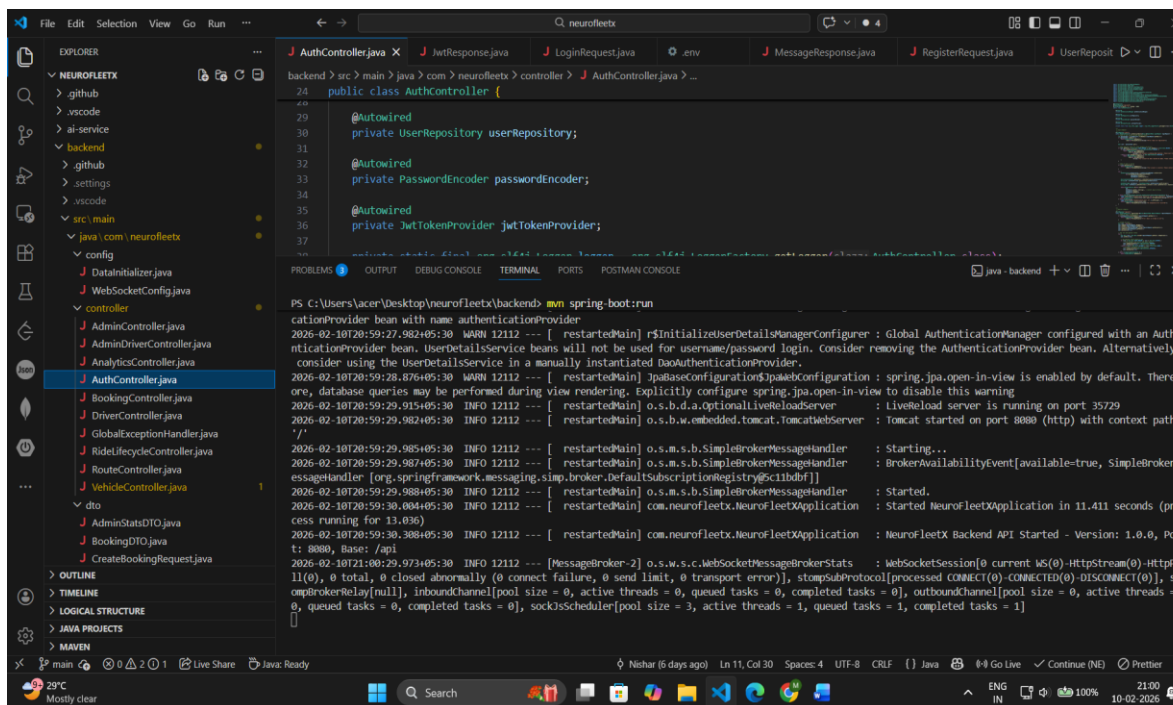 File Edit Selection View Go Run ···
neurofleetx
4
EXPLORER
AuthController.java
JwtResponse.java
LoginRequest.java
.env
MessageResponse.java
RegisterRequest.java
UserReposit
NEUROFLEETX
.github
.vscode
ai-service
backend
.github
.settings
.vscode
src\main
java\com\neurofleetx
config
DataInitializer.java
WebSocketConfig.java
controller
AdminController.java
AdminDriverController.java
AnalyticsController.java
AuthController.java
BookingController.java
DriverController.java
GlobalExceptionHandler.java
RideLifecycleController.java
RouteController.java
VehicleController.java 1
dto
AdminStatsDTO.java
BookingDTO.java
CreateBookingRequest.java
OUTLINE
TIMELINE
LOGICAL STRUCTURE
JAVA PROJECTS
MAVEN
backend > src > main > java > com > neurofleetx > controller > AuthController.java > ...
24 public class AuthController {
28
29 @Autowired
30 private UserRepository userRepository;
31
32 @Autowired
33 private PasswordEncoder passwordEncoder;
34
35 @Autowired
36 private JwtTokenProvider jwtTokenProvider;
37
PROBLEMS 3 OUTPUT DEBUG CONSOLE TERMINAL PORTS POSTMAN CONSOLE
java - backend
PS C:\Users\acer\Desktop\neurofleetx\backend> mvn spring-boot:run
cationProvider bean with name authenticationProvider
2026-02-10T20:59:27.982+05:30 WARN 12112 --- [ restartedMain] r$InitializeUserDetailsManagerConfigurer : Global AuthenticationManager configured with an Auth
nticationProvider bean. UserDetailsService beans will not be used for username/password login. Consider removing the AuthenticationProvider bean. Alternatively
consider using the UserDetailsService in a manually instantiated DaoAuthenticationProvider.
2026-02-10T20:59:28.876+05:30 WARN 12112 --- [ restartedMain] JpaBaseConfiguration$JpaWebConfiguration : spring.jpa.open-in-view is enabled by default. There
ore, database queries may be performed during view rendering. Explicitly configure spring.jpa.open-in-view to disable this warning
2026-02-10T20:59:29.915+05:30 INFO 12112 --- [ restartedMain] o.s.b.d.a.OptionalLiveReloadServer : LiveReload server is running on port 35729
2026-02-10T20:59:29.982+05:30 INFO 12112 --- [ restartedMain] o.s.b.w.embedded.tomcat.TomcatWebServer : Tomcat started on port 8080 (http) with context path
'/'
2026-02-10T20:59:29.985+05:30 INFO 12112 --- [ restartedMain] o.s.m.s.b.SimpleBrokerMessageHandler : Starting...
2026-02-10T20:59:29.987+05:30 INFO 12112 --- [ restartedMain] o.s.m.s.b.SimpleBrokerMessageHandler : BrokerAvailabilityEvent[available=true, SimpleBroker
essageHandler [org.springframework.messaging.simp.broker.DefaultSubscriptionRegistry@5c11bdbf]]
2026-02-10T20:59:29.988+05:30 INFO 12112 --- [ restartedMain] o.s.m.s.b.SimpleBrokerMessageHandler : Started.
2026-02-10T20:59:30.004+05:30 INFO 12112 --- [ restartedMain] com.neurofleetx.NeuroFleetXApplication : Started NeuroFleetXApplication in 11.411 seconds (pr
cess running for 13.036)
2026-02-10T20:59:30.308+05:30 INFO 12112 --- [ restartedMain] com.neurofleetx.NeuroFleetXApplication : NeuroFleetX Backend API Started - Version: 1.0.0, Po
t: 8080, Base: /api
2026-02-10T21:00:29.973+05:30 INFO 12112 --- [MessageBroker-2] o.s.w.s.c.WebSocketMessageBrokerStats : WebSocketSession[0 current WS(0)-HttpStream(0)-HttpP
ll(0), 0 total, 0 closed abnormally (0 connect failure, 0 send limit, 0 transport error)], stompSubProtocol[processed CONNECT(0)-CONNECTED(0)-DISCONNECT(0)], s
ompBrokerRelay[null], inboundChannel[pool size = 0, active threads = 0, queued tasks = 0, completed tasks = 0], outboundChannel[pool size = 0, active threads =
0, queued tasks = 0, completed tasks = 0], sockJsScheduler[pool size = 3, active threads = 1, queued tasks = 1, completed tasks = 1]
main 0 2 1 Live Share Java: Ready Nishar (6 days ago) Ln 11, Col 30 Spaces: 4 UTF-8 CRLF {} Java Go Live Continue (NE) Prettier
29°C
Mostly clear
Search
ENG
IN
100%
21:00
10-02-2026